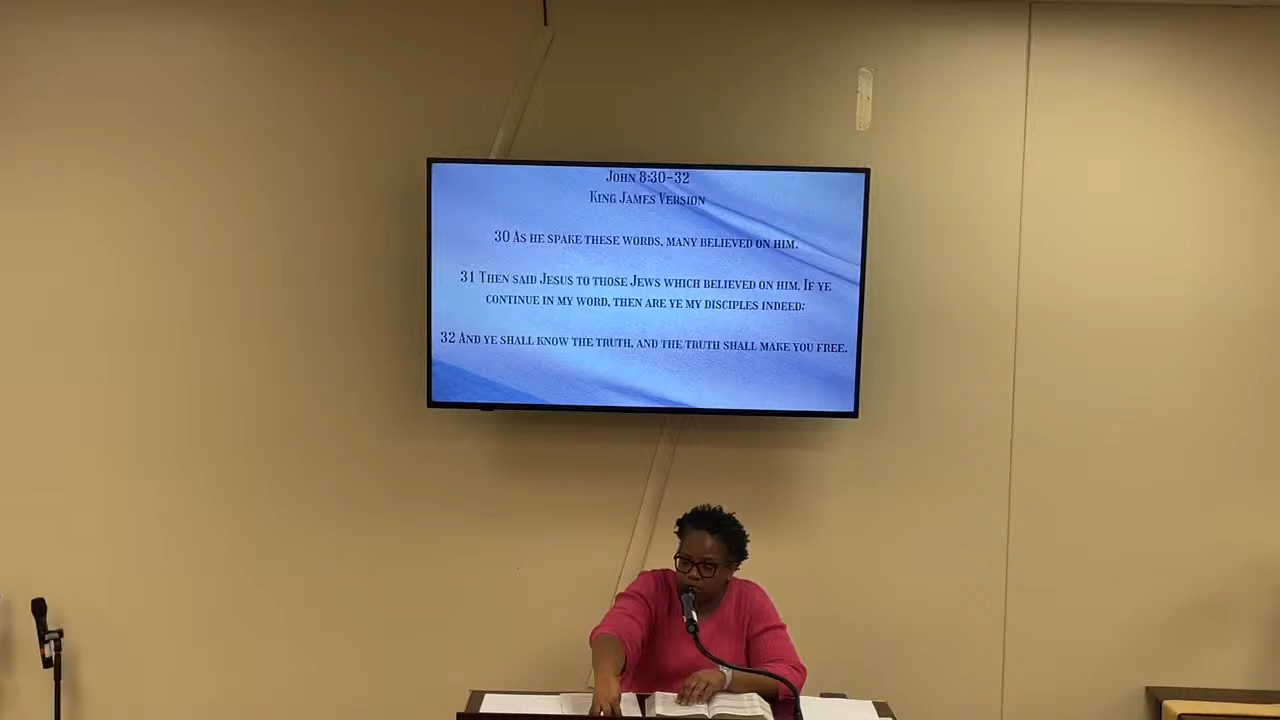 John 8:30-32
King James Version
30 As he spake these words, many believed on him.
31 Then said Jesus to those Jews which believed on him, If ye
continue in my word, then are ye my disciples indeed;
32 And ye shall know the truth, and the truth shall make you free.